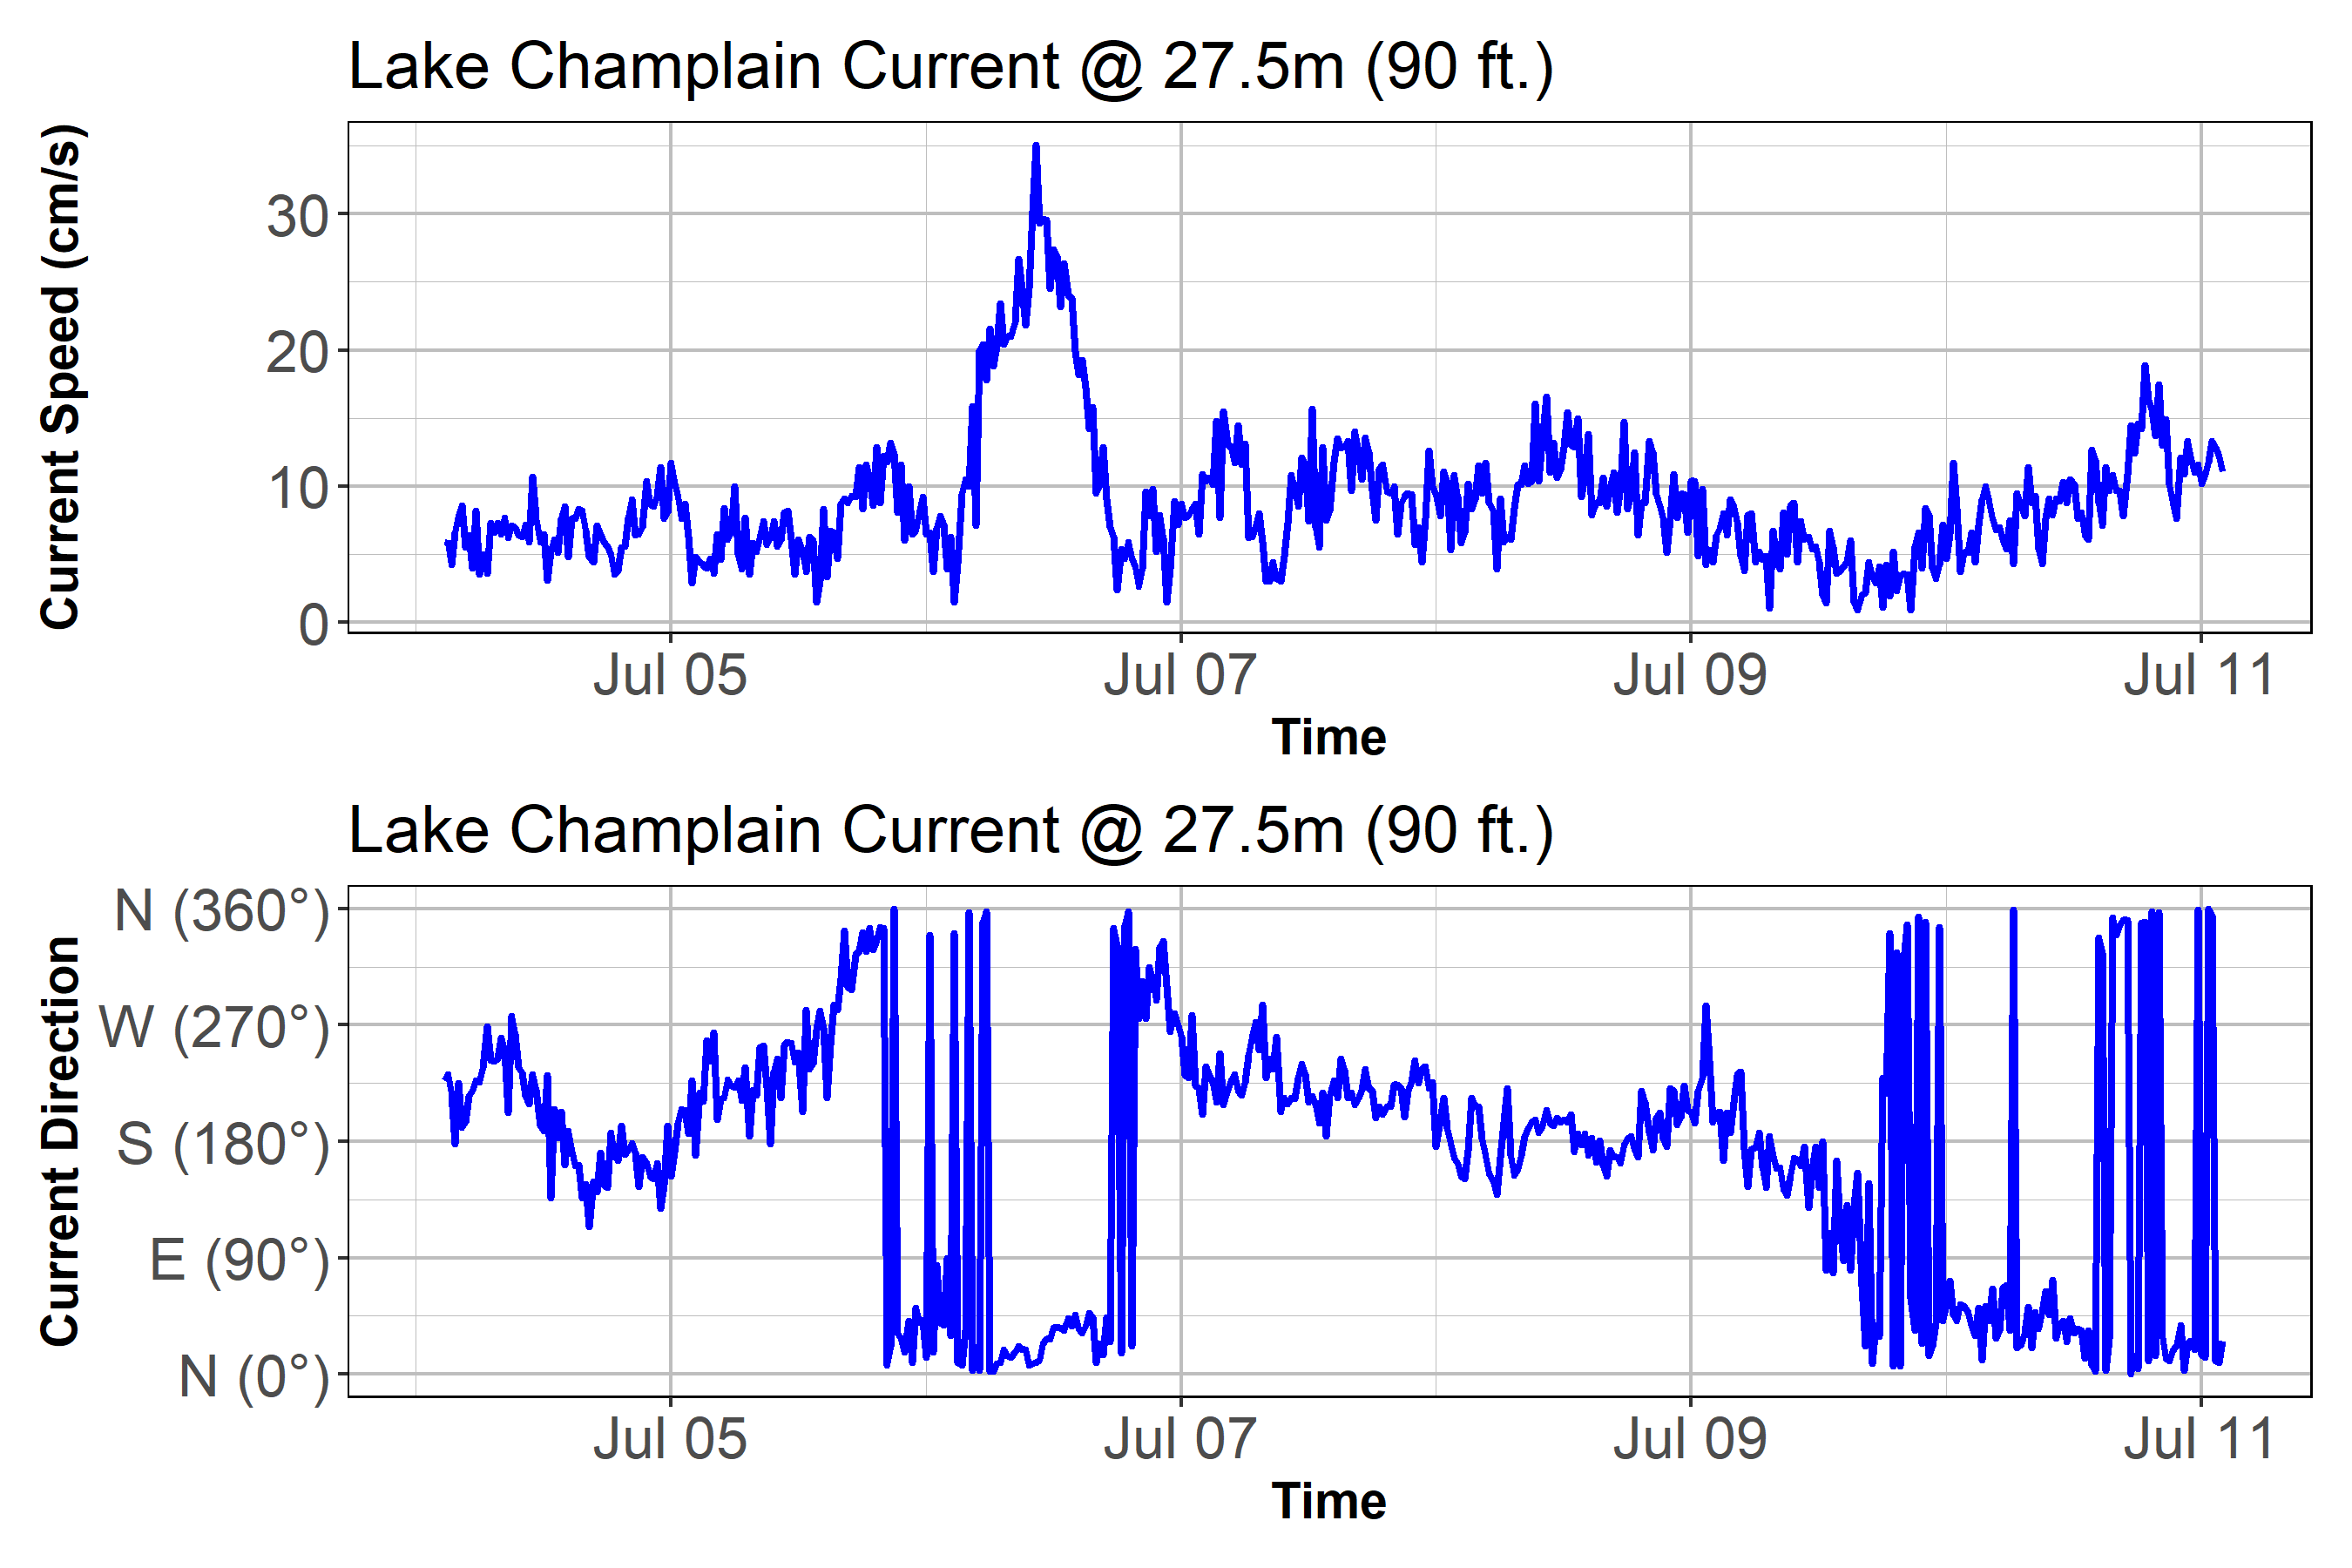 Lake Champlain Current @ 27.5m (90 ft.)
Current Speed (cm/s)
30
20
10
0
Jul 05 Jul 07 Jul 09 Jul 11
Time
Lake Champlain Current @ 27.5m (90 ft.)
Current Direction
N (360°)
W (270°)
S (180°)
E (90°)
N (0°)
Jul 05 Jul 07 Jul 09 Jul 11
Time